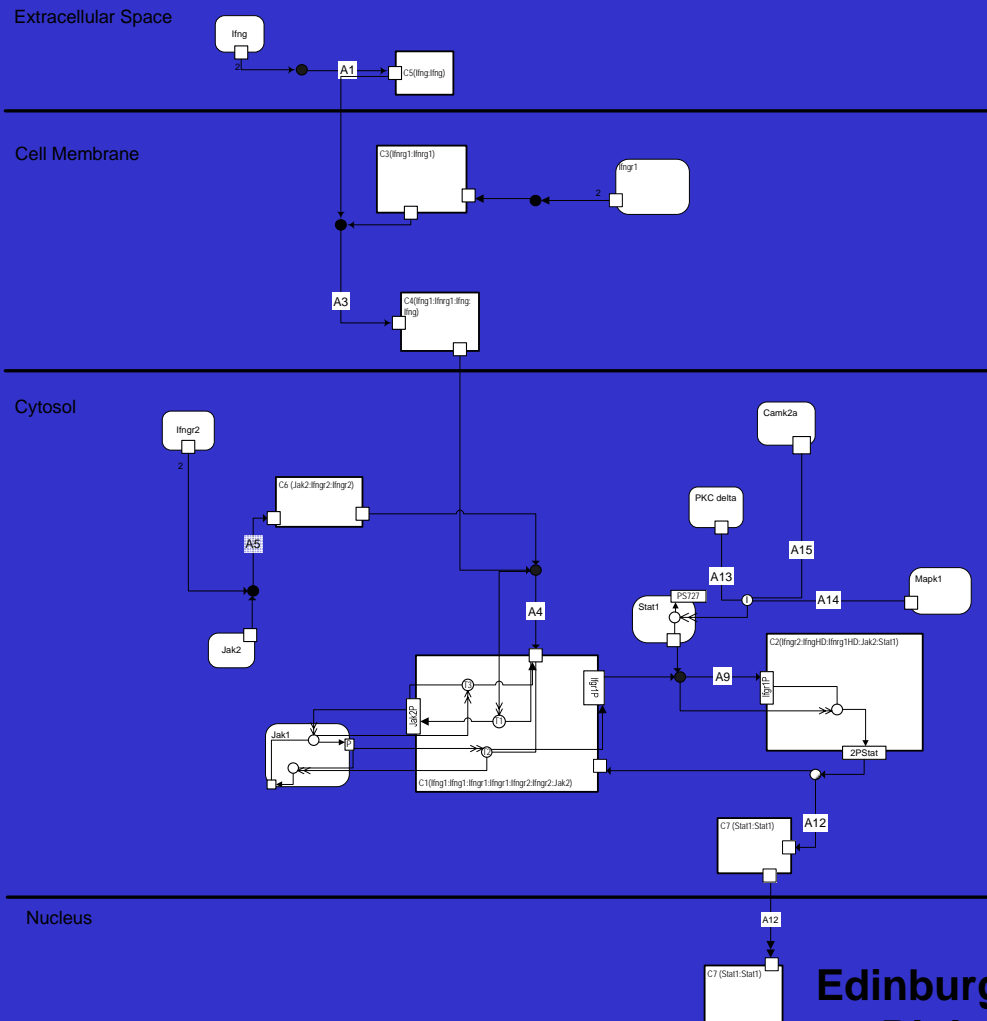 Extracellular Space
Ifng
2
A1
C5(Ifng:Ifng)
Cell Membrane
C3(Ifnrg1:Ifnrg1)
Ifngr1
2
A3
C4(Ifng1:Ifnrg1:Ifng:
Ifng)
Cytosol
Ifngr2
2
Camk2a
C6 (Jak2:Ifngr2:Ifngr2)
PKC delta
A5
A15
A13
Mapk1
A14
PS727
Stat1
I
A4
Jak2
C2(Ifngr2:IfngHD:Ifnrg1HD:Jak2:Stat1)
A9
Ifgr1P
Ifgr1P
T3
Jak2P
T1
Jak1
P
T2
2PStat
C1(Ifng1:Ifng1:Ifngr1:Ifngr1:Ifngr2:Ifngr2:Jak2)
A12
C7 (Stat1:Stat1)
Nucleus
A12
C7 (Stat1:Stat1)
Edinburg